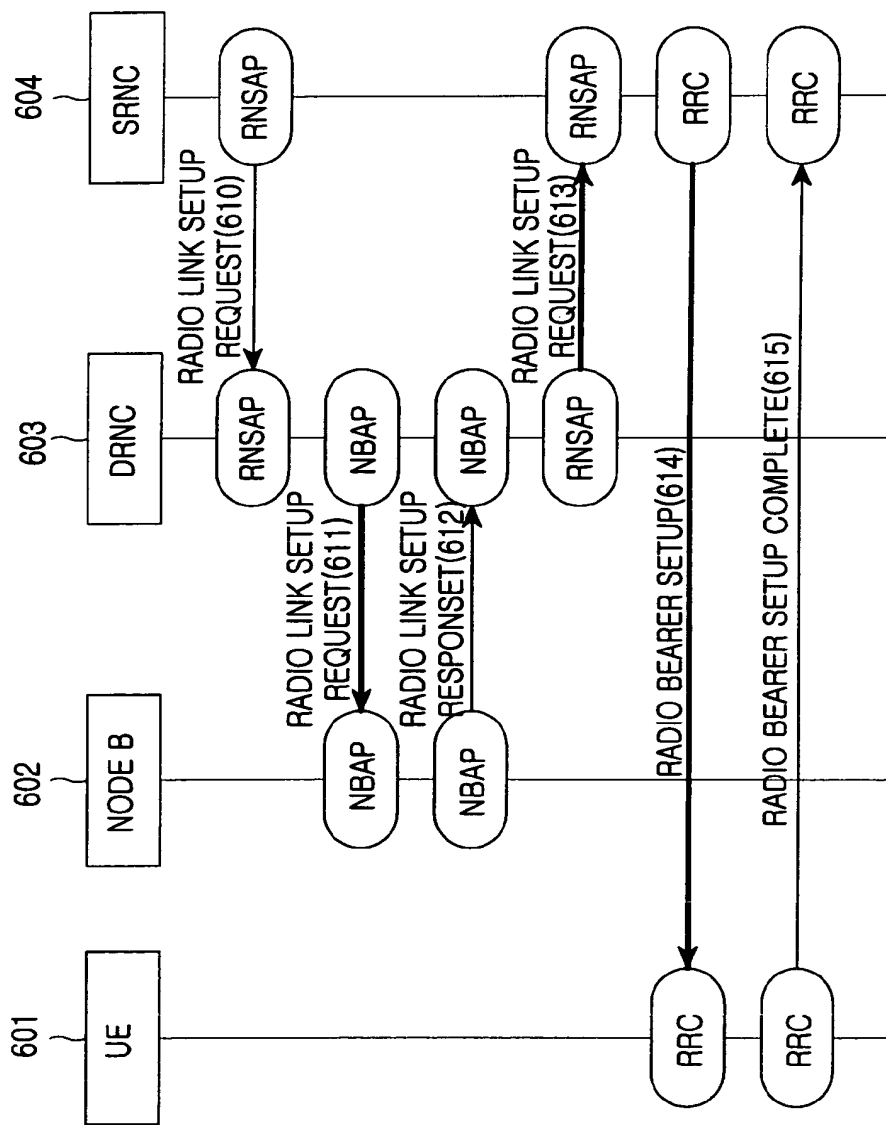 601
602
603
604
UE
NODE B
DRNC
SRNC
RNSAP
RADIO LINK SETUP
REQUEST(610)
RNSAP
NBAP
RADIO LINK SETUP
REQUEST(611)
NBAP
NBAP
RADIO LINK SETUP
RESPONSET(612)
NBAP
RNSAP
RADIO LINK SETUP
REQUEST(613)
RNSAP
RRC
RADIO BEARER SETUP(614)
RRC
RRC
RADIO BEARER SETUP COMPLETE(615)
RRC